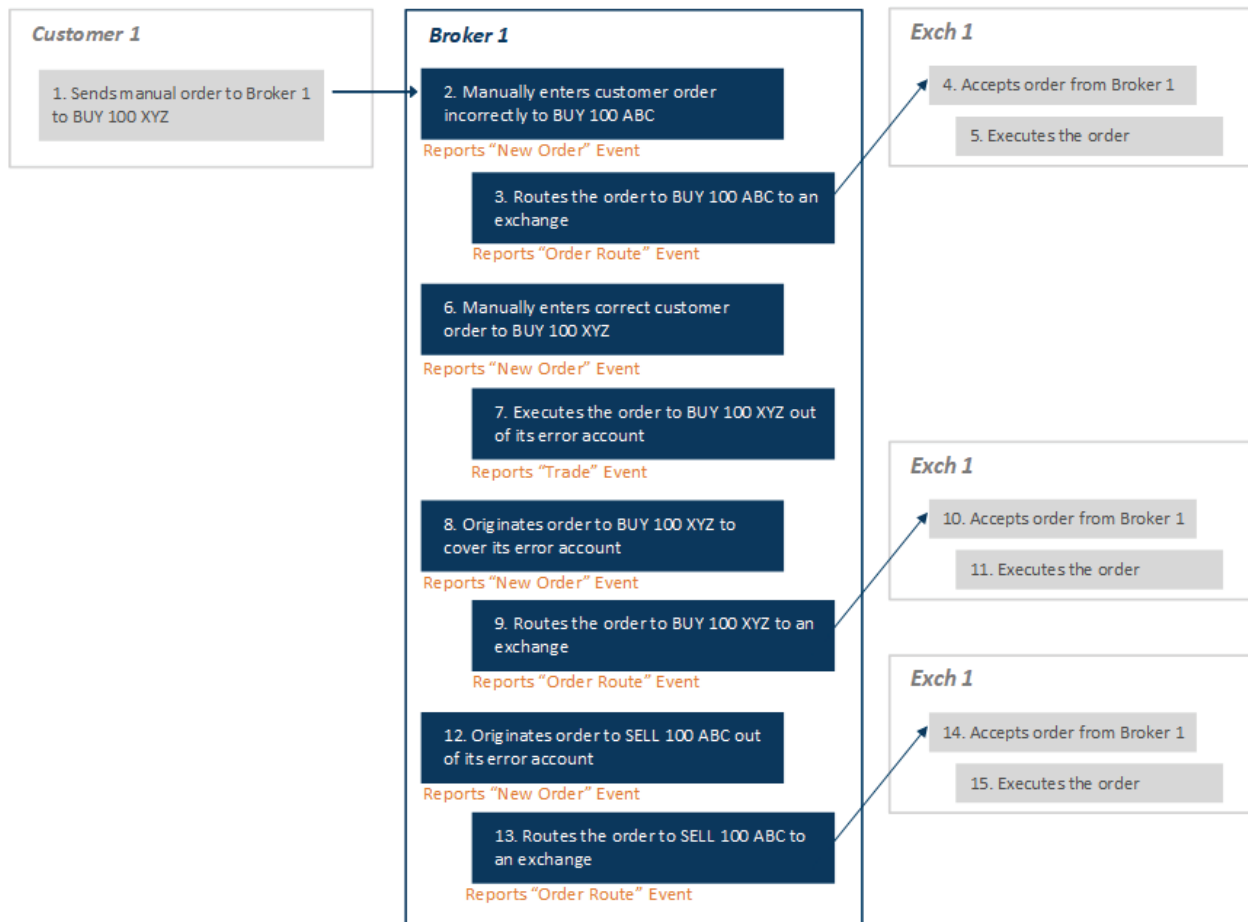 Customer 1
1. Sends manual order to Broker 1
to BUY 100 XYZ
Broker 1
2. Manually enters customer order
incorrectly to BUY 100 ABC
Reports “New Order” Event
3. Routes the order to BUY 100 ABC to an
exchange
Reports “Order Route” Event
Exch 1
4. Accepts order from Broker 1
5. Executes the order
6. Manually enters correct customer
order to BUY 100 XYZ
Reports “New Order” Event
7. Executes the order to BUY 100 XYZ out
of its error account
Reports “Trade” Event
8. Originates order to BUY 100 XYZ to
cover its error account
Reports “New Order” Event
9. Routes the order to BUY 100 XYZ to an
exchange
Reports “Order Route” Event
Exch 1
10. Accepts order from Broker 1
11. Executes the order
12. Originates order to SELL 100 ABC out
of its error account
Reports “New Order” Event
13. Routes the order to SELL 100 ABC to
an exchange
Reports “Order Route” Event
Exch 1
14. Accepts order from Broker 1
15. Executes the order